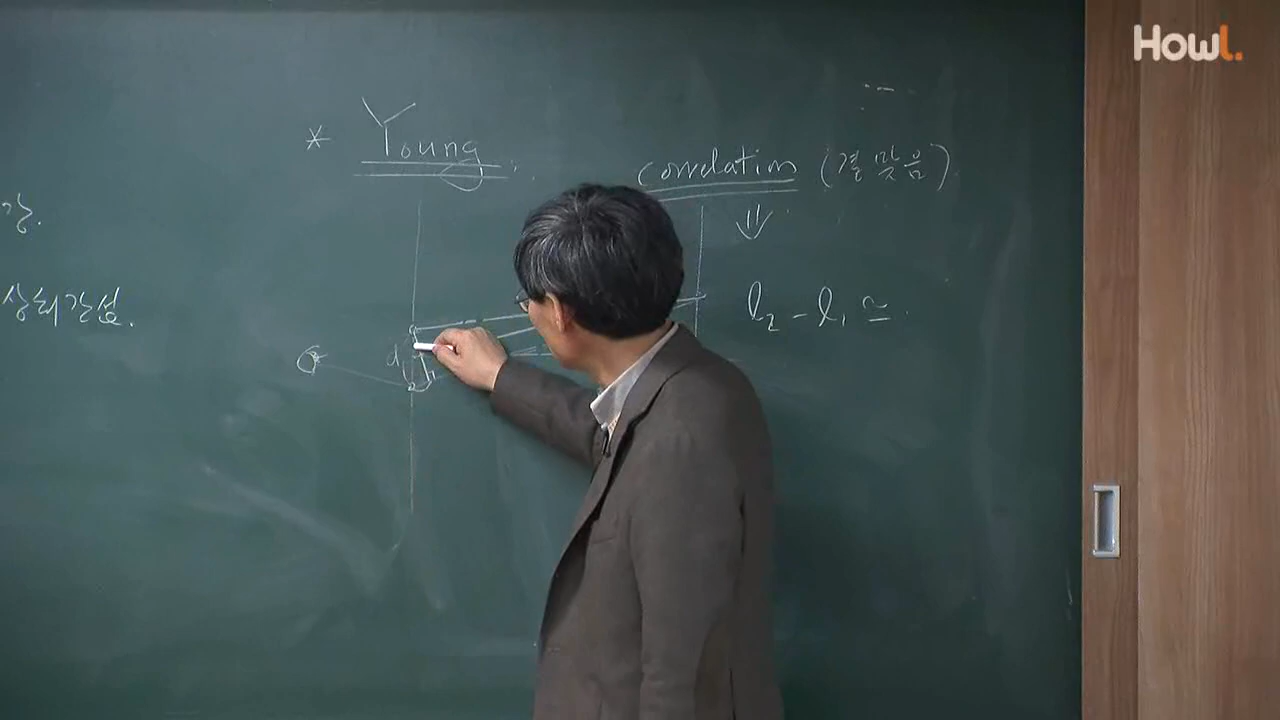 HowL.
* Young
correlation (결 맞음)
⇓
l₂ - l₁ ≃
상쇄간섭.
d